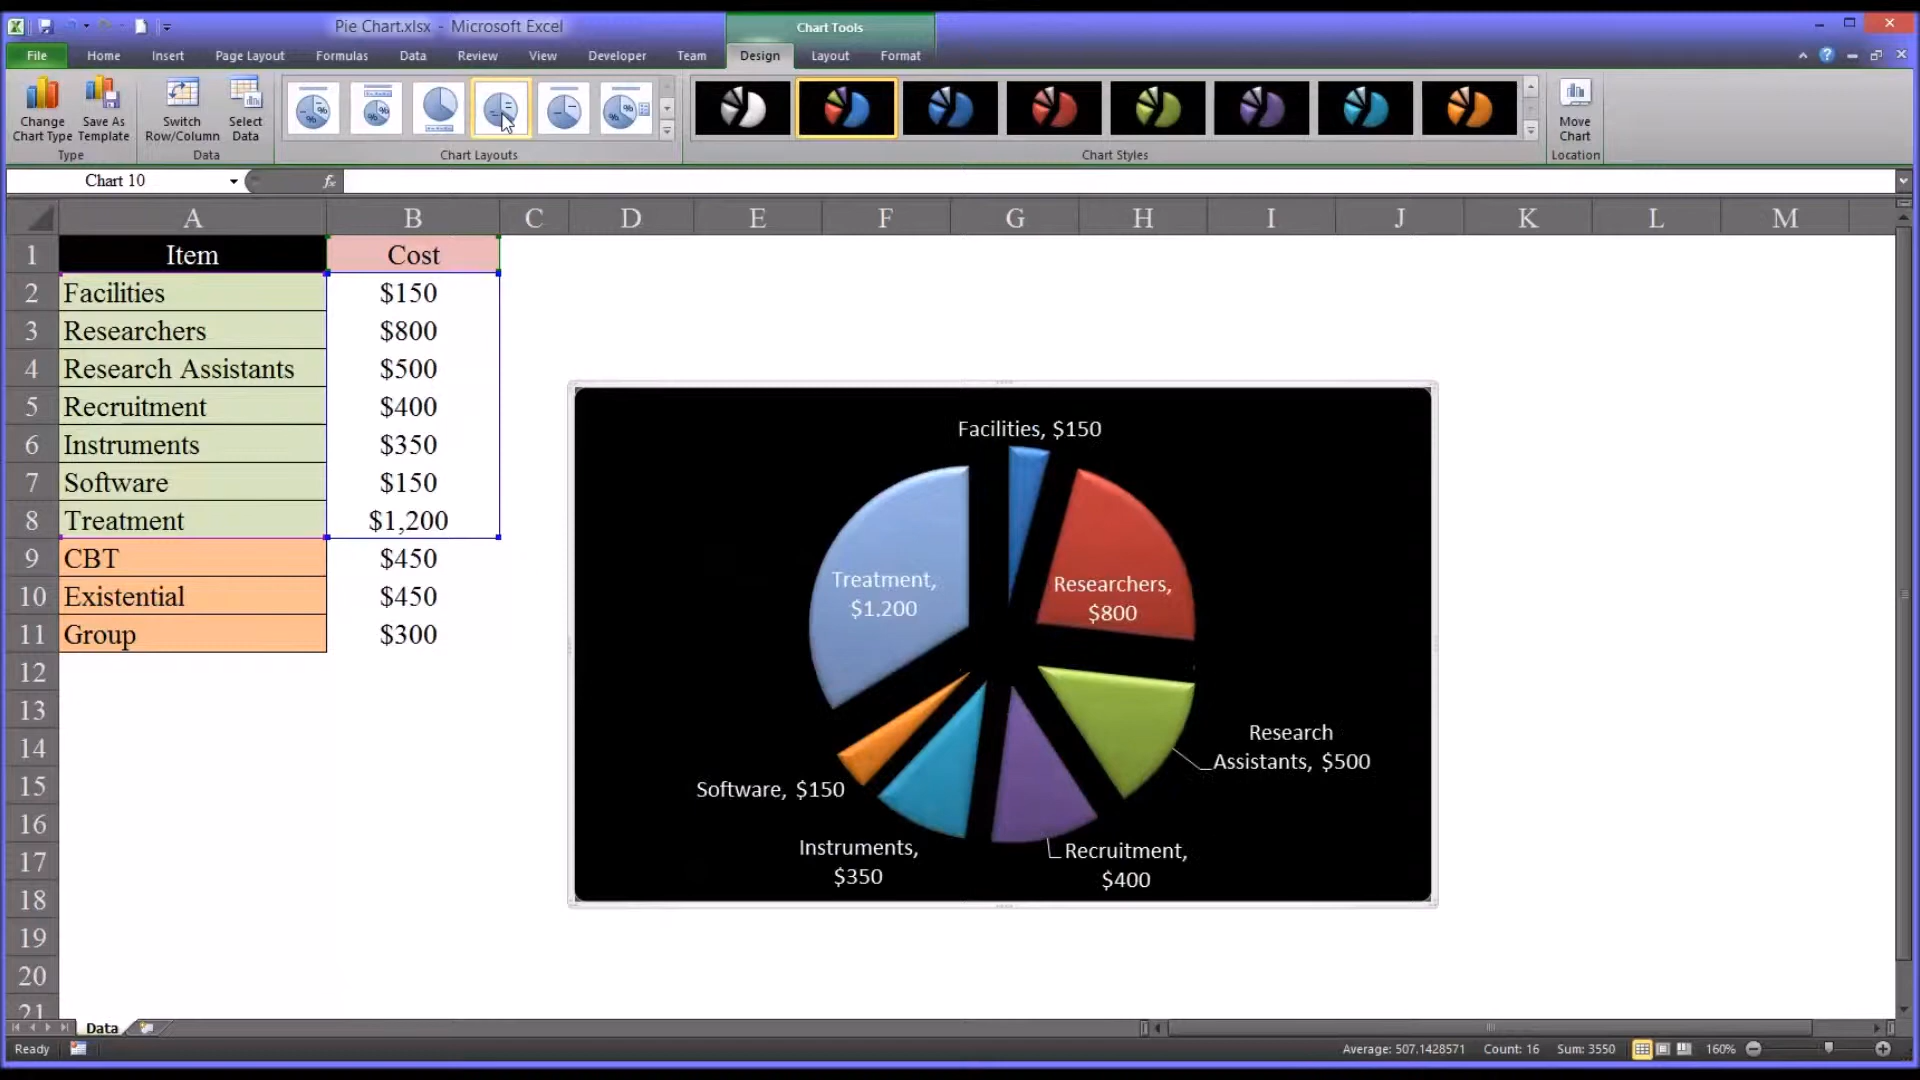 Pie Chart.xlsx - Microsoft Excel
Chart Tools
File Home Insert Page Layout Formulas Data Review View Developer Team Design Layout Format
Change Chart Type
Save As Template
Switch Row/Column
Select Data
Move Chart
Type Data Chart Layouts Chart Styles Location
Chart 10 fx
A B C D E F G H I J K L M
1 Item Cost
2 Facilities $150
3 Researchers $800
4 Research Assistants $500
5 Recruitment $400
6 Instruments $350
7 Software $150
8 Treatment $1,200
9 CBT $450
10 Existential $450
11 Group $300
12
13
14
15
16
17
18
19
20
21
Facilities, $150
Treatment,
$1,200
Researchers,
$800
Research
Assistants, $500
Software, $150
Instruments,
$350
Recruitment,
$400
Data
Ready Average: 507.1428571 Count: 16 Sum: 3550 160%